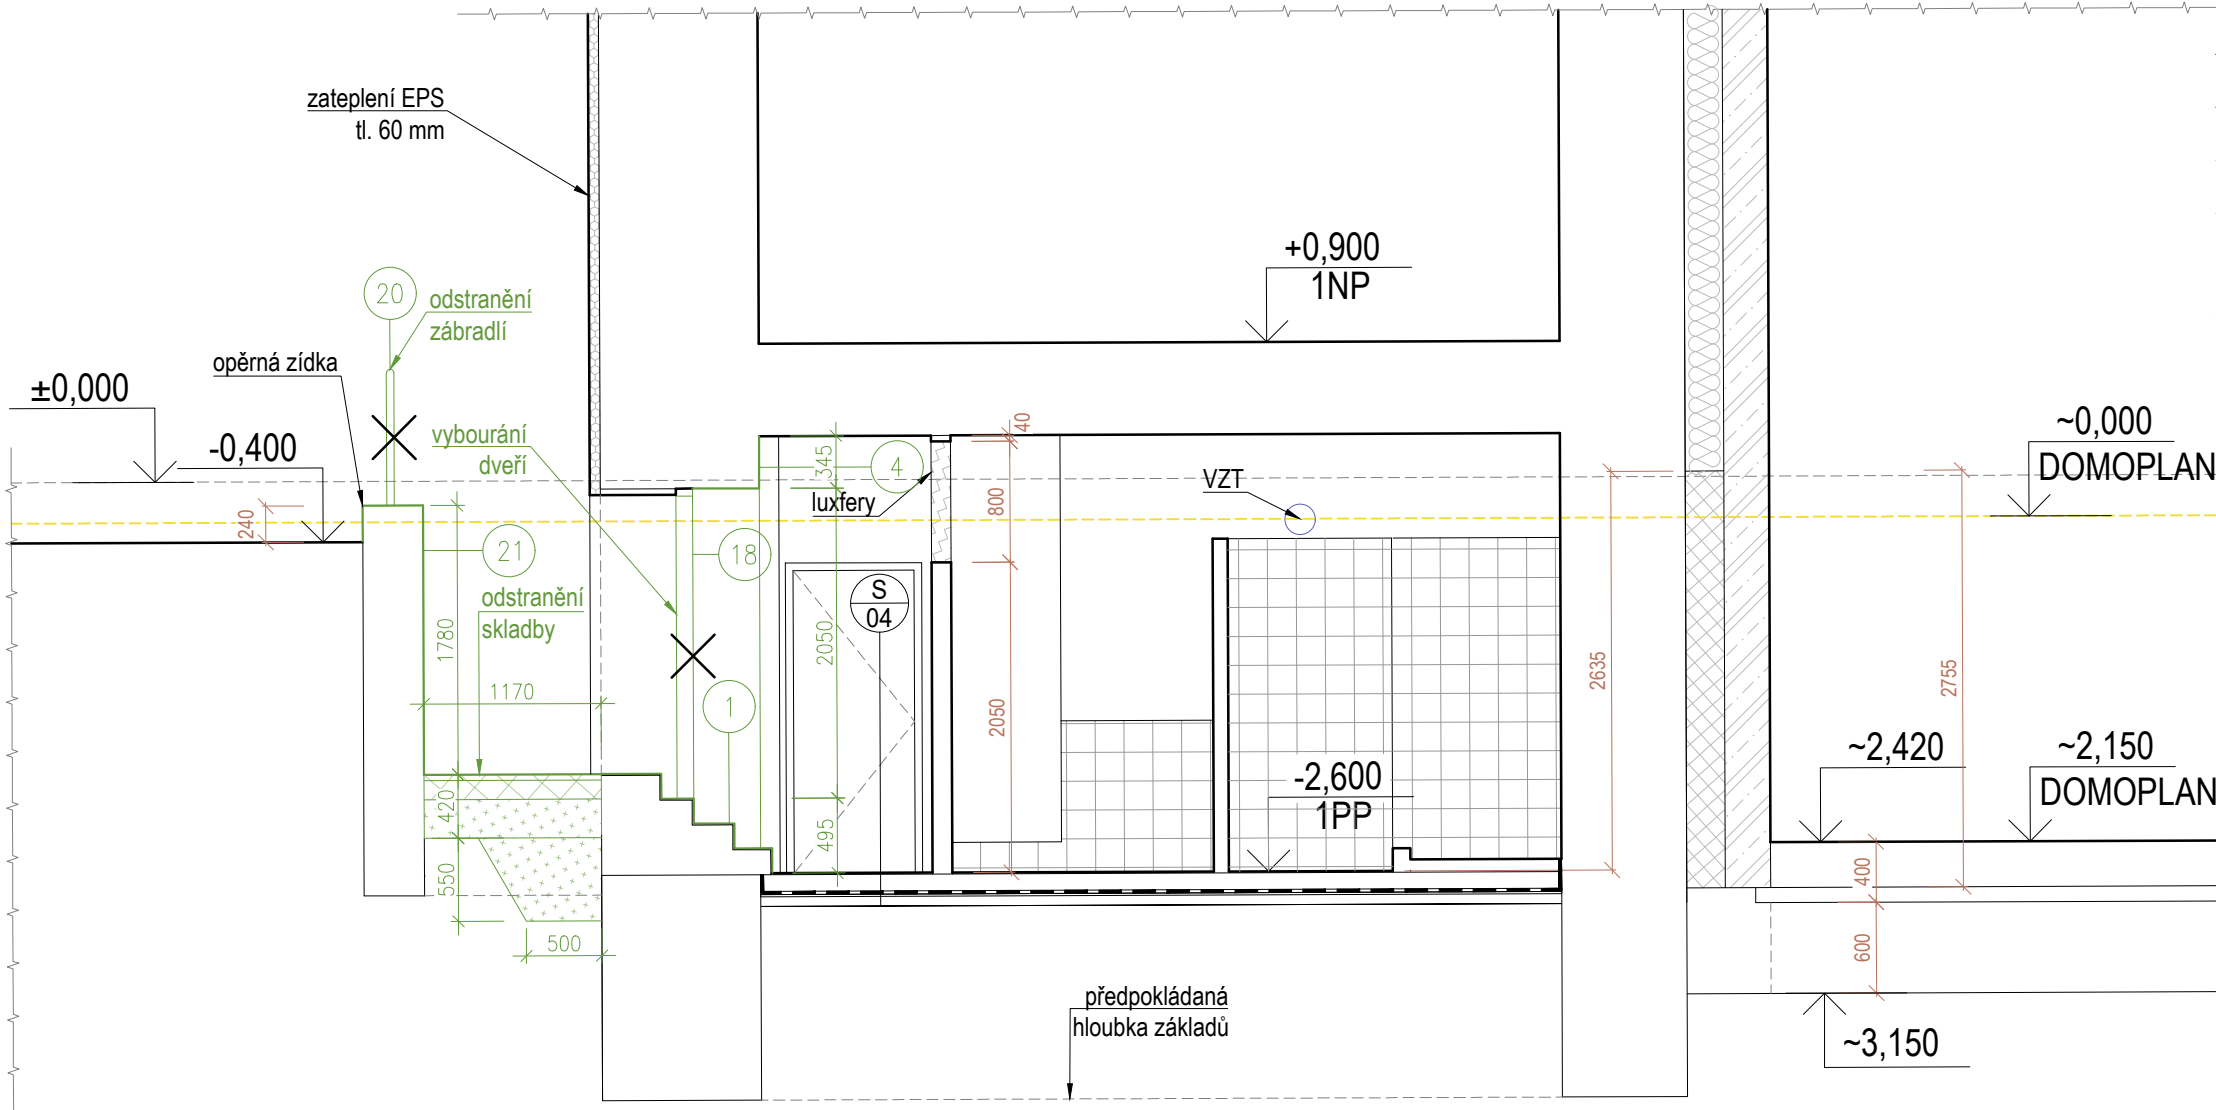 zateplení EPS
tl. 60 mm
+0,900
1NP
20
odstranění
zábradlí
opěrná zídka
±0,000
-0,400
240
vybourání
dveří
345
4
luxfery
40
800
VZT
~0,000
DOMOPLAN
21
18
odstranění
skladby
1780
1170
S
04
2050
2050
1
2635
2755
-2,600
1PP
~2,420
~2,150
DOMOPLAN
420
495
550
500
400
600
předpokládaná
hloubka základů
~3,150